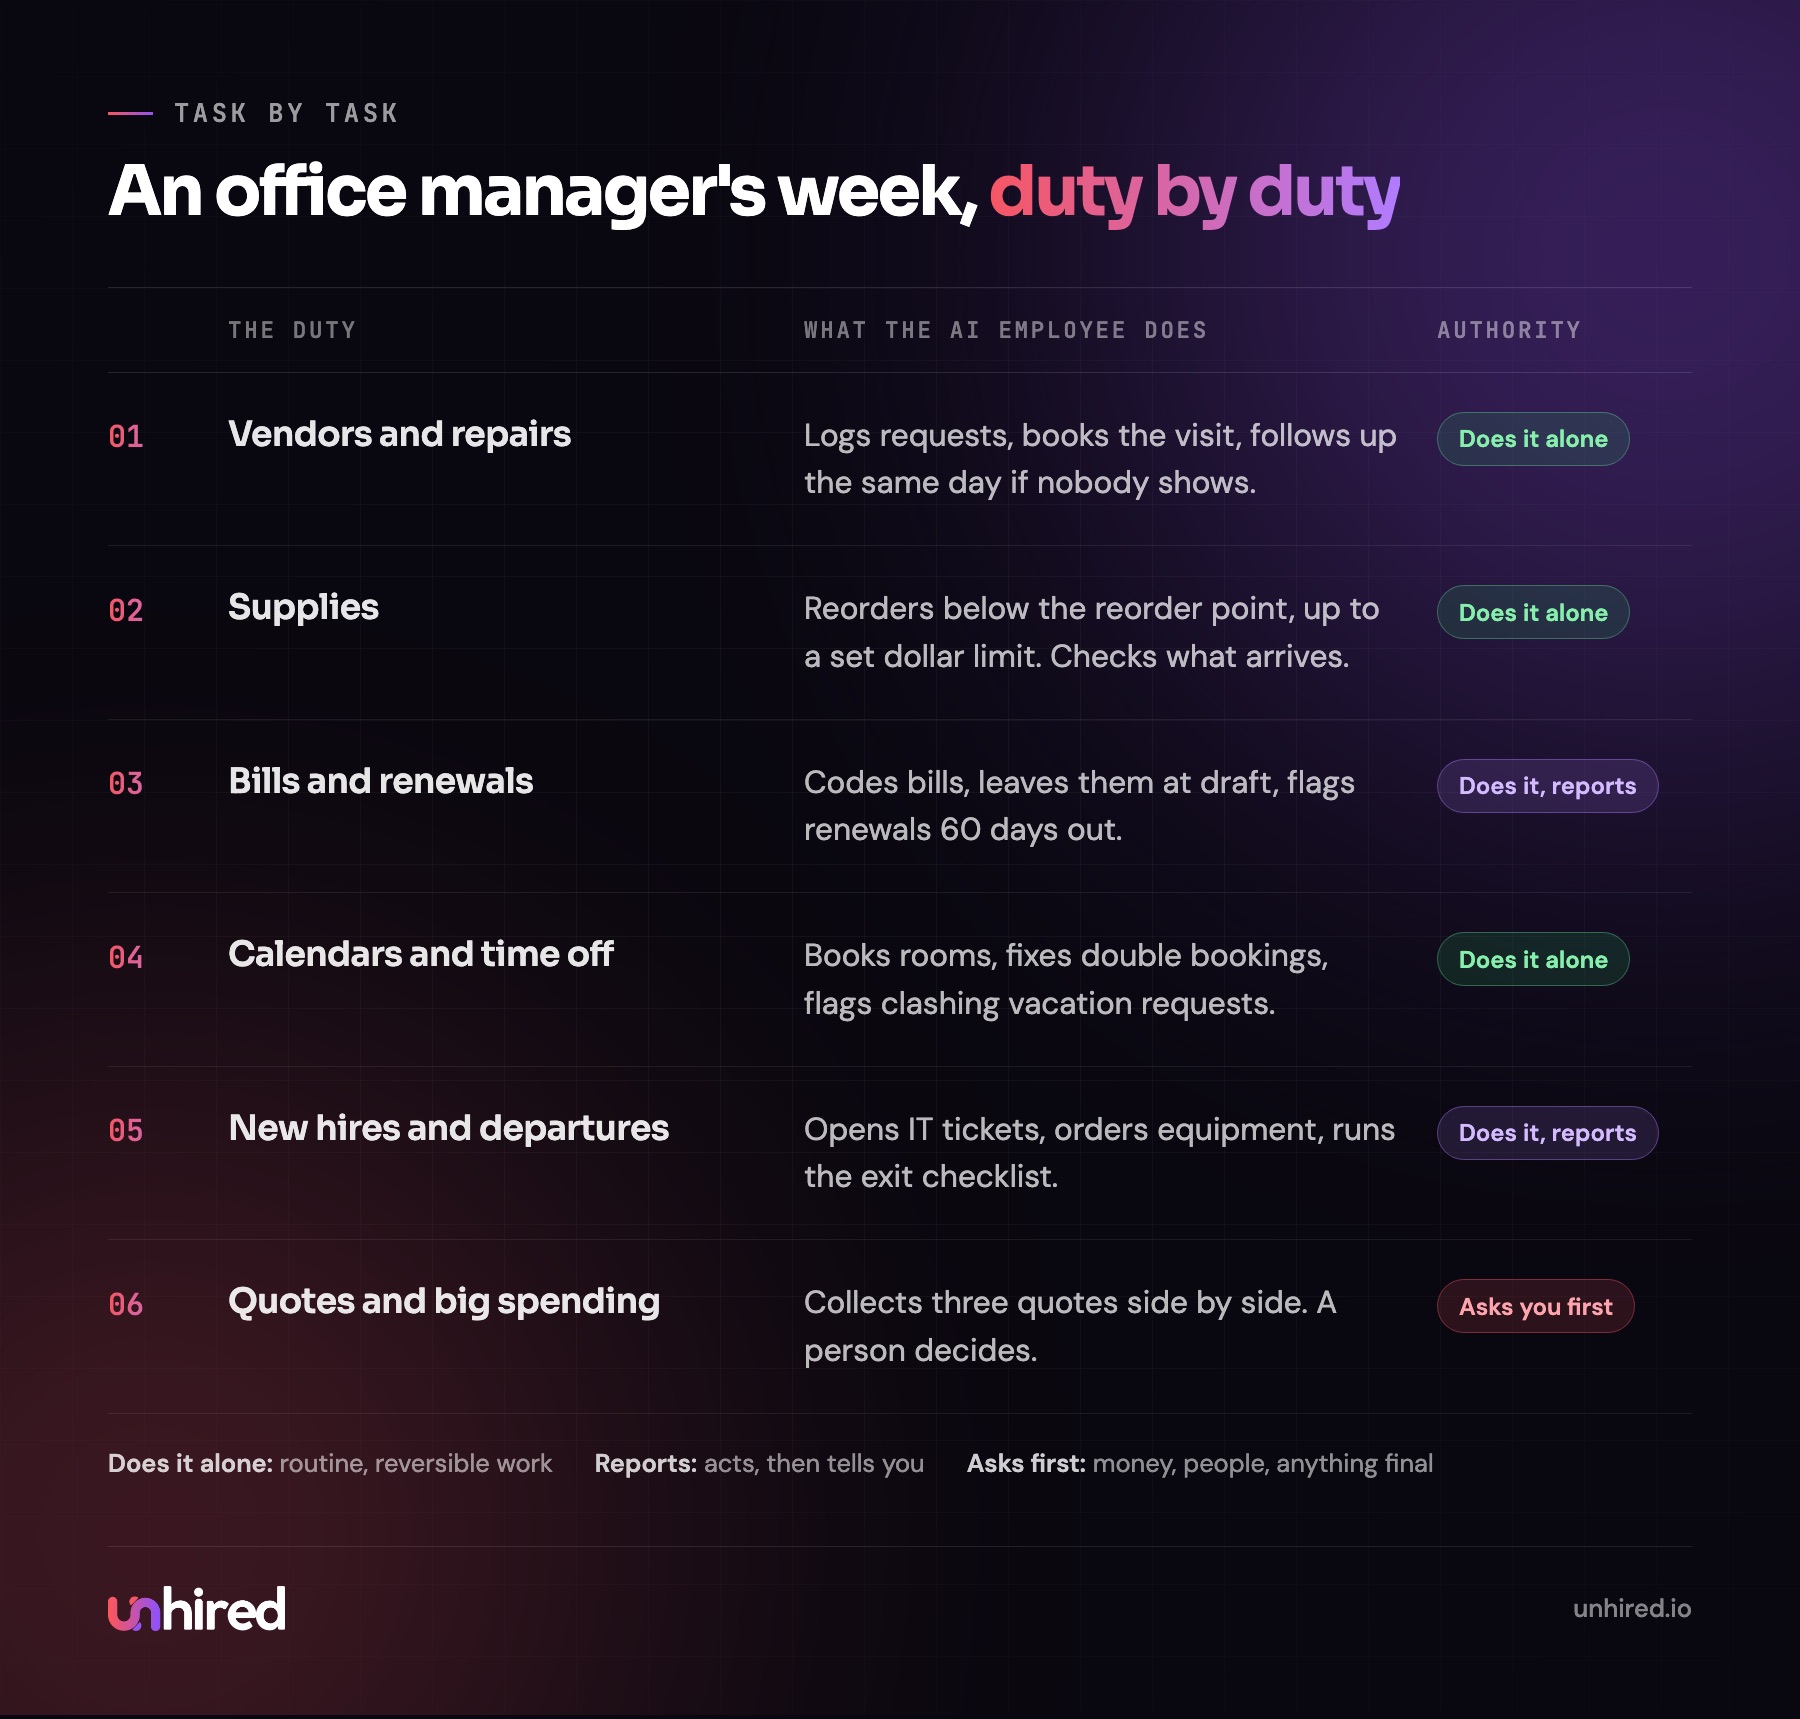 TASK BY TASK
An office manager's week, duty by duty
THE DUTY WHAT THE AI EMPLOYEE DOES AUTHORITY
01 Vendors and repairs Logs requests, books the visit, follows up Does it alone
the same day if nobody shows.
02 Supplies Reorders below the reorder point, up to Does it alone
a set dollar limit. Checks what arrives.
03 Bills and renewals Codes bills, leaves them at draft, flags Does it, reports
renewals 60 days out.
04 Calendars and time off Books rooms, fixes double bookings, Does it alone
flags clashing vacation requests.
05 New hires and departures Opens IT tickets, orders equipment, runs Does it, reports
the exit checklist.
06 Quotes and big spending Collects three quotes side by side. A Asks you first
person decides.
Does it alone: routine, reversible work Reports: acts, then tells you Asks first: money, people, anything final
unhired unhired.io